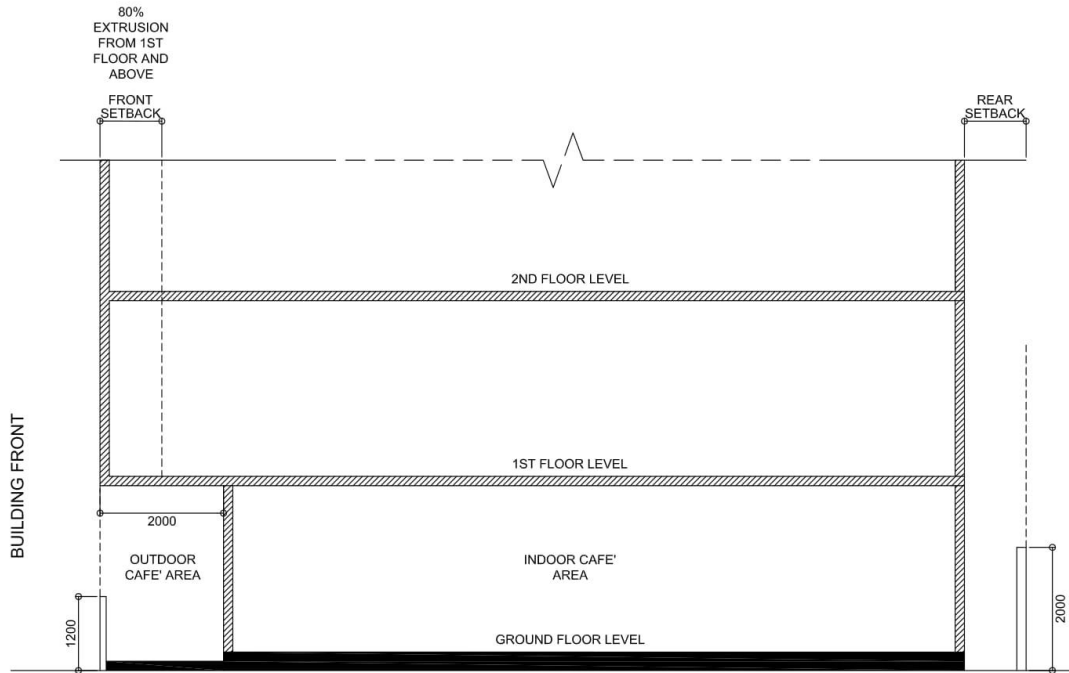 80%
EXTRUSION
FROM 1ST
FLOOR AND
ABOVE
FRONT
SETBACK
REAR
SETBACK
2ND FLOOR LEVEL
1ST FLOOR LEVEL
BUILDING FRONT
2000
OUTDOOR
CAFE' AREA
INDOOR CAFE'
AREA
1200
2000
GROUND FLOOR LEVEL